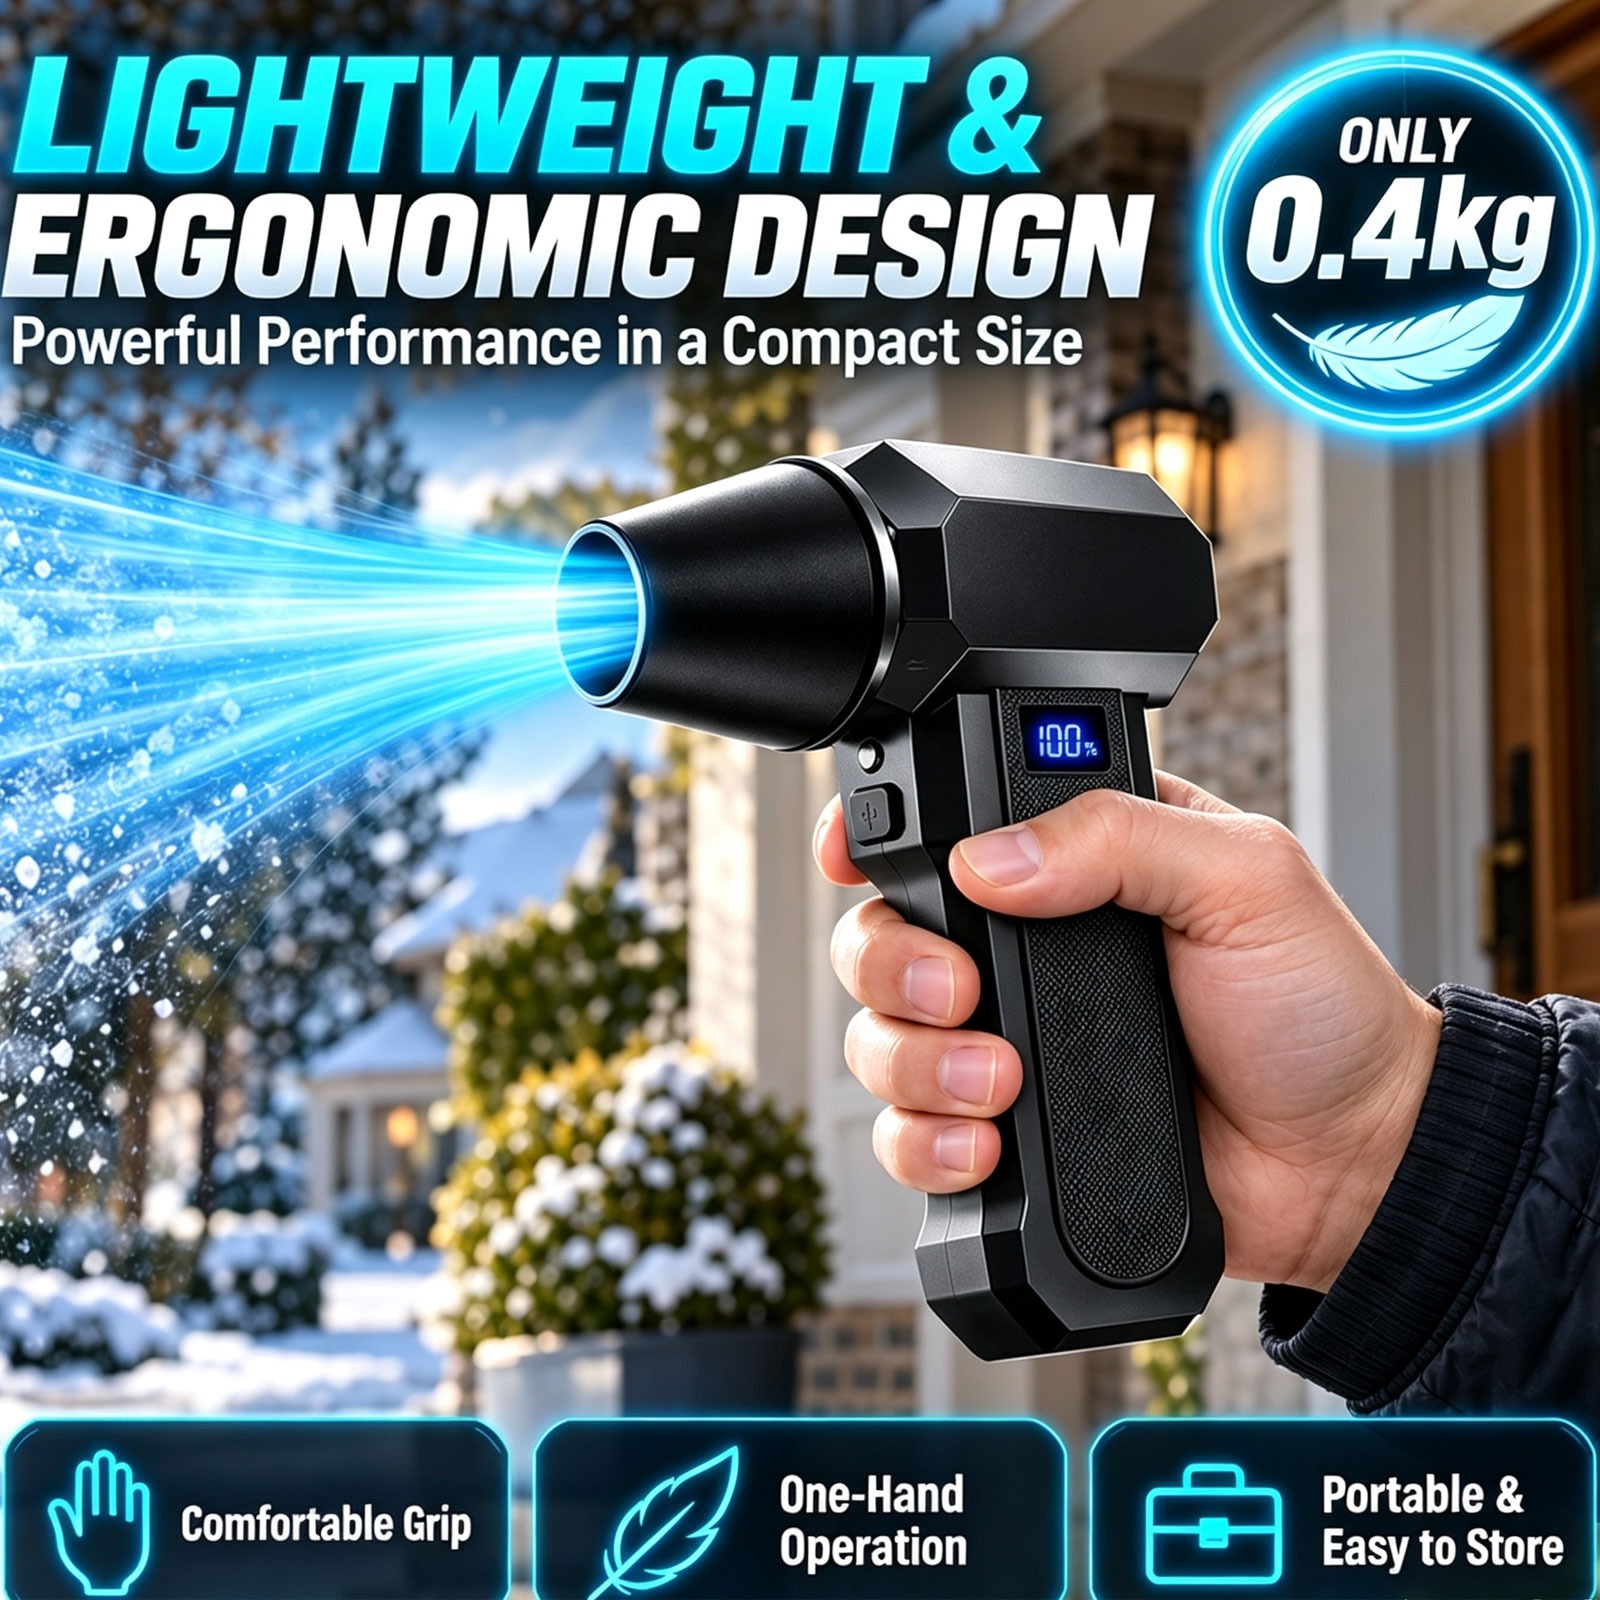 LIGHTWEIGHT &
ERGONOMIC DESIGN
Powerful Performance in a Compact Size
ONLY
0.4kg
100%
Comfortable Grip
One-Hand
Operation
Portable &
Easy to Store